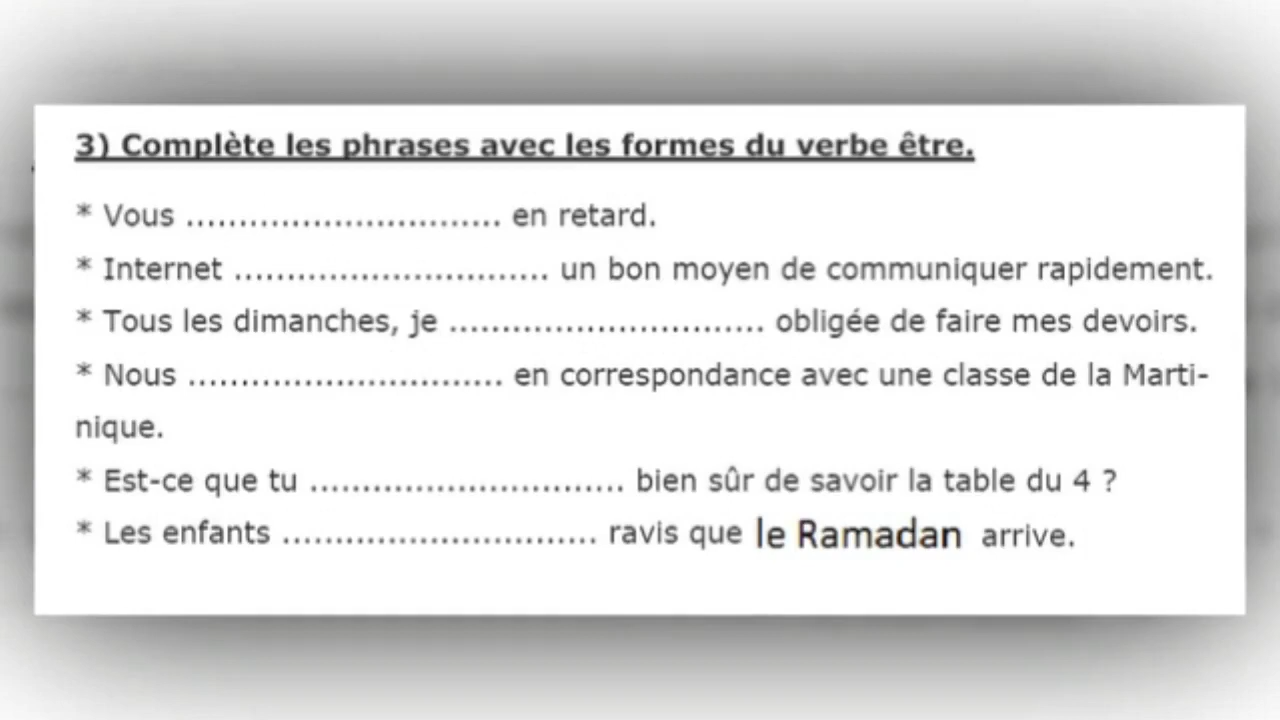 3) Complète les phrases avec les formes du verbe être.
* Vous .............................. en retard.
* Internet .............................. un bon moyen de communiquer rapidement.
* Tous les dimanches, je .............................. obligée de faire mes devoirs.
* Nous .............................. en correspondance avec une classe de la Marti-
nique.
* Est-ce que tu .............................. bien sûr de savoir la table du 4 ?
* Les enfants .............................. ravis que le Ramadan arrive.